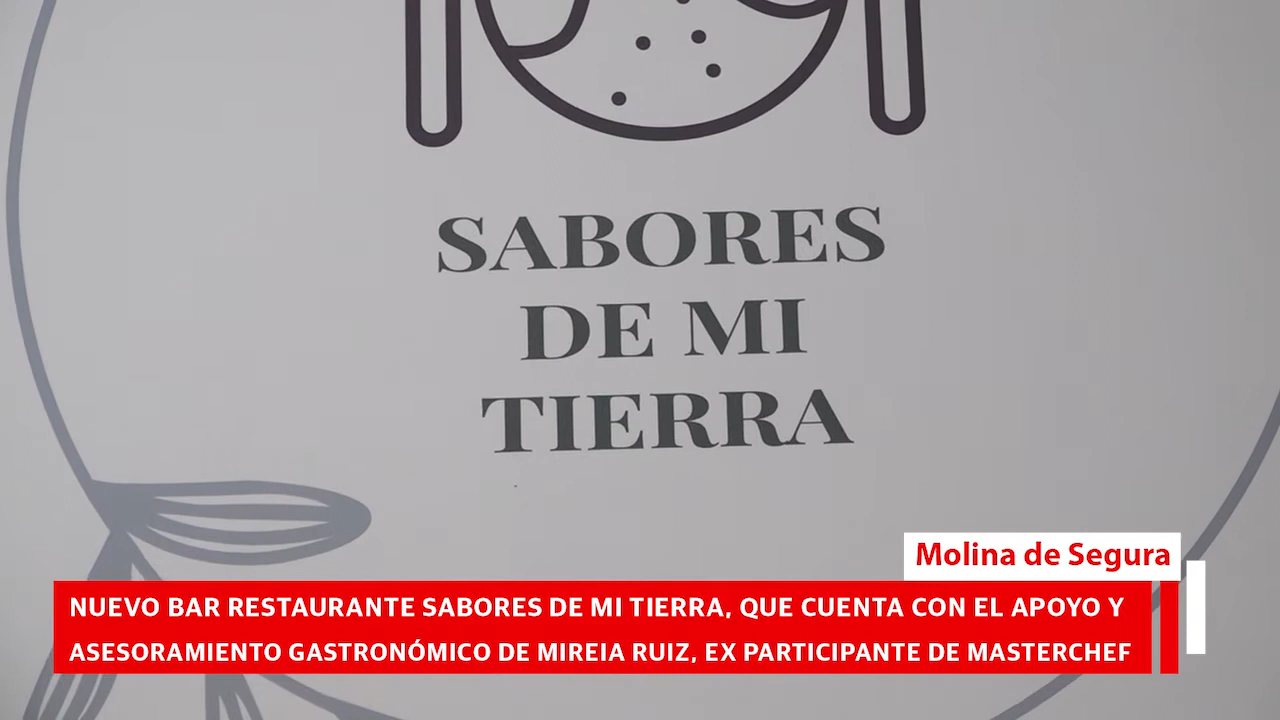 SABORES
DE MI
TIERRA
Molina de Segura
NUEVO BAR RESTAURANTE SABORES DE MI TIERRA, QUE CUENTA CON EL APOYO Y
ASESORAMIENTO GASTRONÓMICO DE MIREIA RUIZ, EX PARTICIPANTE DE MASTERCHEF